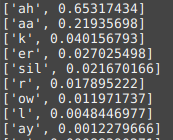 ['ah', 0.65317434]
['aa', 0.21935698]
['k', 0.040156793]
['er', 0.027025498]
['sil', 0.021670166]
['r', 0.017895222]
['ow', 0.011971737]
['l', 0.0048446977]
['ay', 0.0012279666]